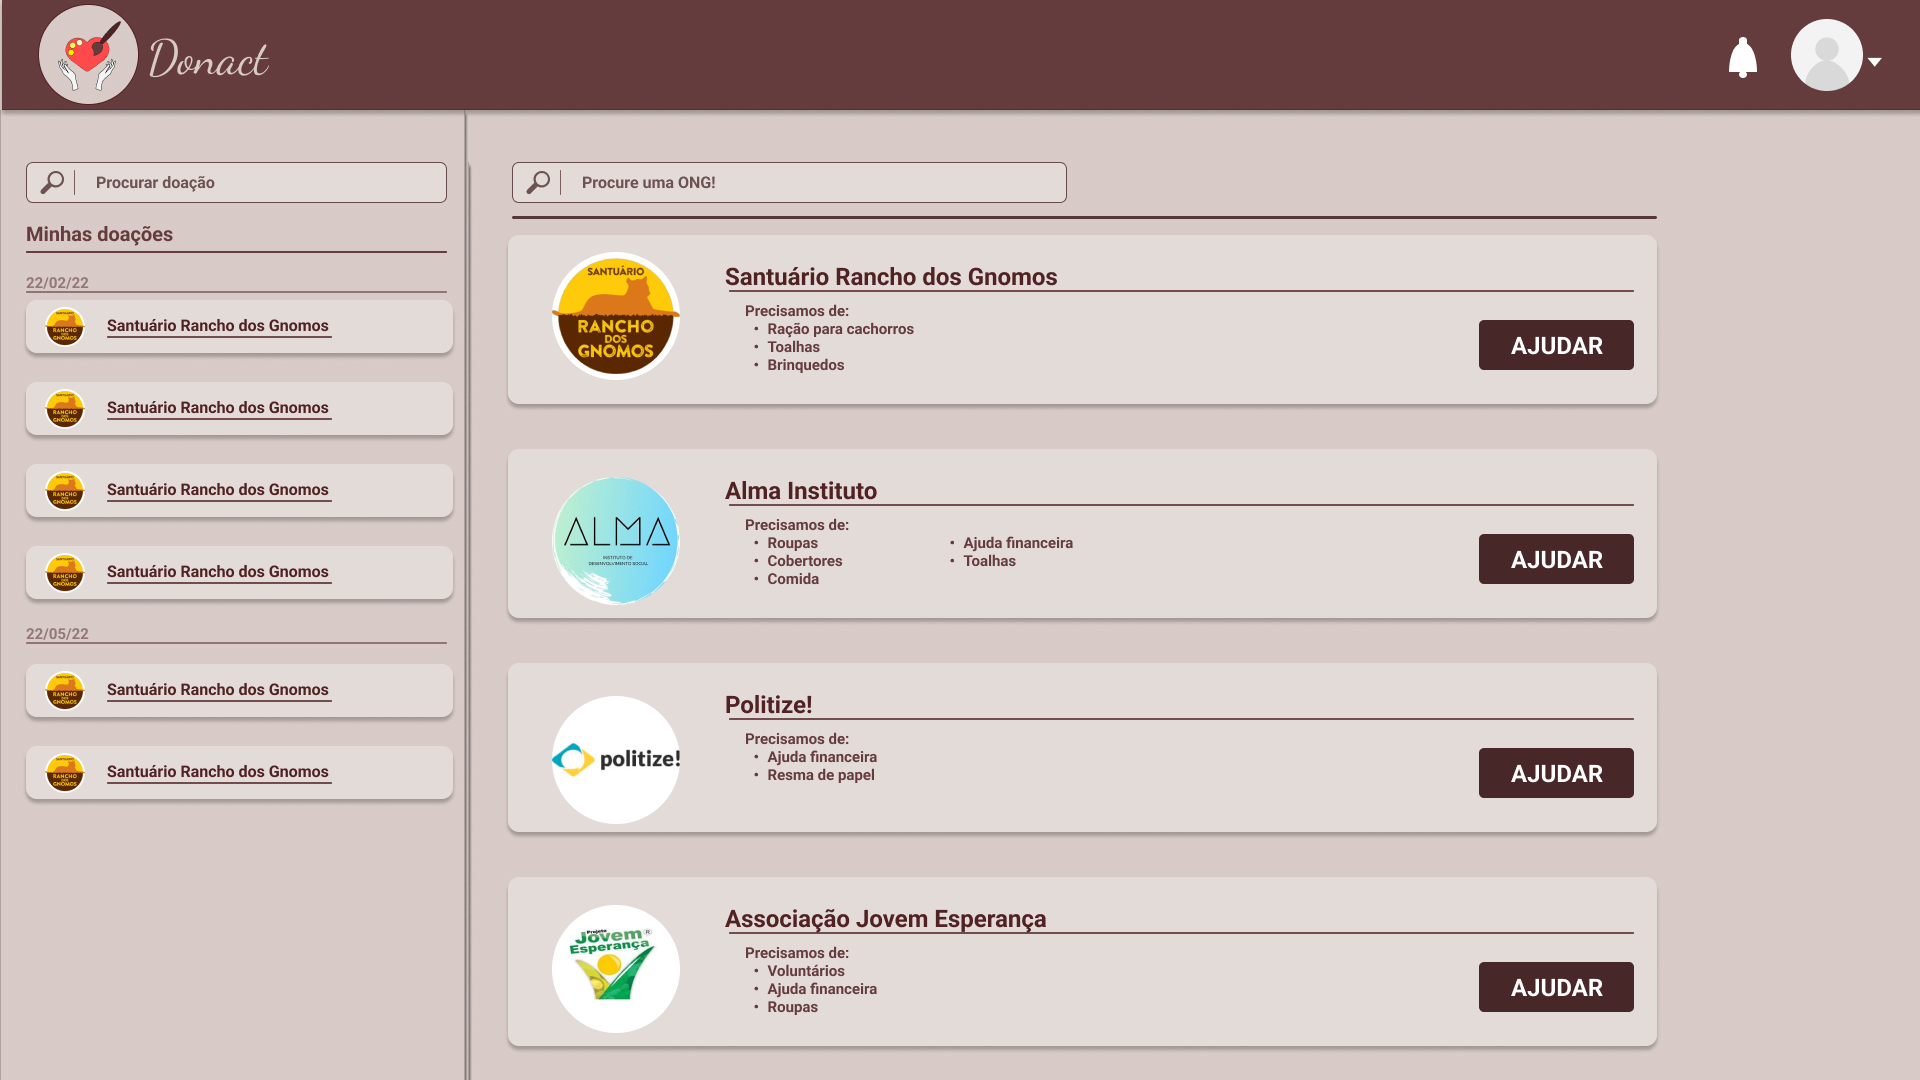 Donact
Procurar doação
Minhas doações
22/02/22
Santuário Rancho dos Gnomos
Santuário Rancho dos Gnomos
Santuário Rancho dos Gnomos
Santuário Rancho dos Gnomos
22/05/22
Santuário Rancho dos Gnomos
Santuário Rancho dos Gnomos
Procure uma ONG!
SANTUÁRIO
RANCHO
DOS
GNOMOS
Santuário Rancho dos Gnomos
Precisamos de:
• Ração para cachorros
• Toalhas
• Brinquedos
AJUDAR
ALMA
INSTITUTO DE
DESENVOLVIMENTO SOCIAL
Alma Instituto
Precisamos de:
• Roupas
• Cobertores
• Comida
• Ajuda financeira
• Toalhas
AJUDAR
politize!
Politize!
Precisamos de:
• Ajuda financeira
• Resma de papel
AJUDAR
Projeto
Jovem ®
Esperança
Associação Jovem Esperança
Precisamos de:
• Voluntários
• Ajuda financeira
• Roupas
AJUDAR